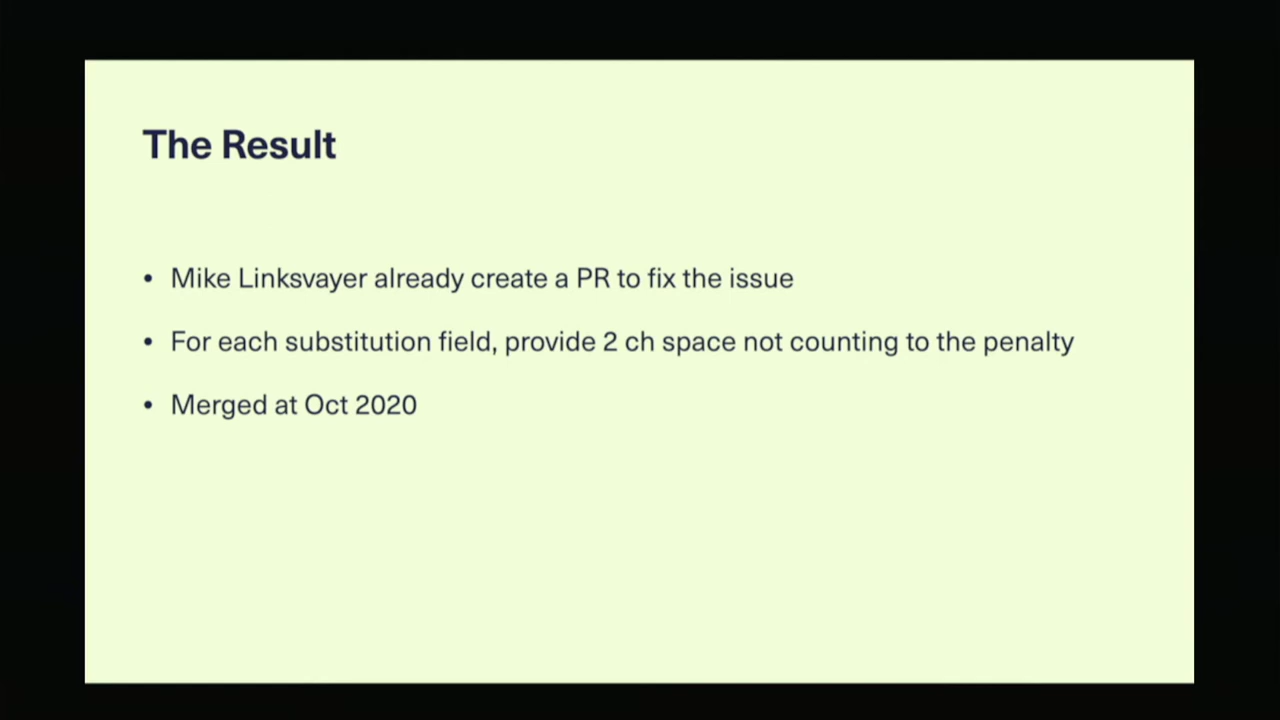 The Result
• Mike Linksvayer already create a PR to fix the issue
• For each substitution field, provide 2 ch space not counting to the penalty
• Merged at Oct 2020